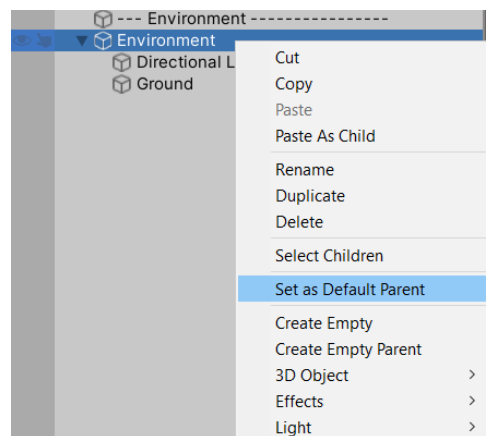 --- Environment ----------------
Environment
Directional L
Ground
Cut
Copy
Paste
Paste As Child
Rename
Duplicate
Delete
Select Children
Set as Default Parent
Create Empty
Create Empty Parent
3D Object
Effects
Light